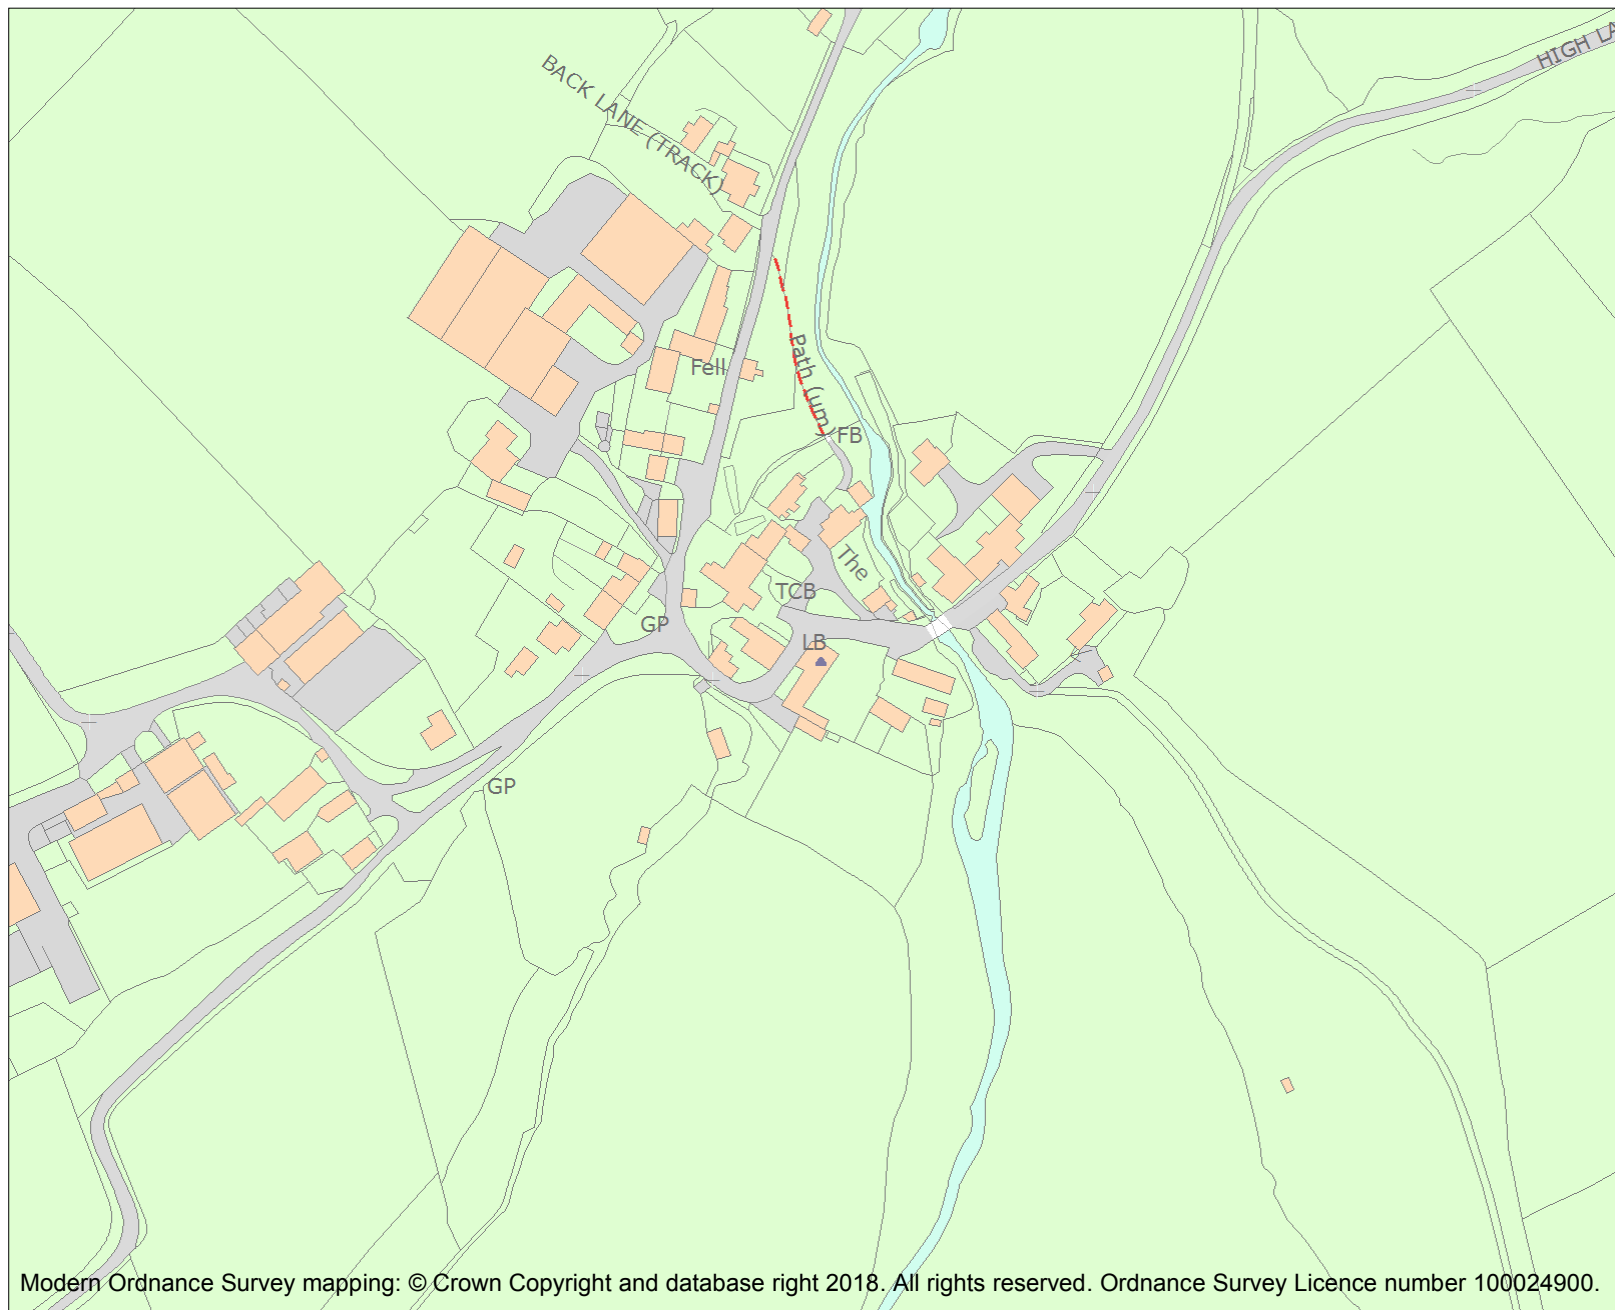 HIGH LA
BACK LANE (TRACK)
Path (um)
Fell
FB
The
TCB
GP
LB
GP
Modern Ordnance Survey mapping: © Crown Copyright and database right 2018. All rights reserved. Ordnance Survey Licence number 100024900.